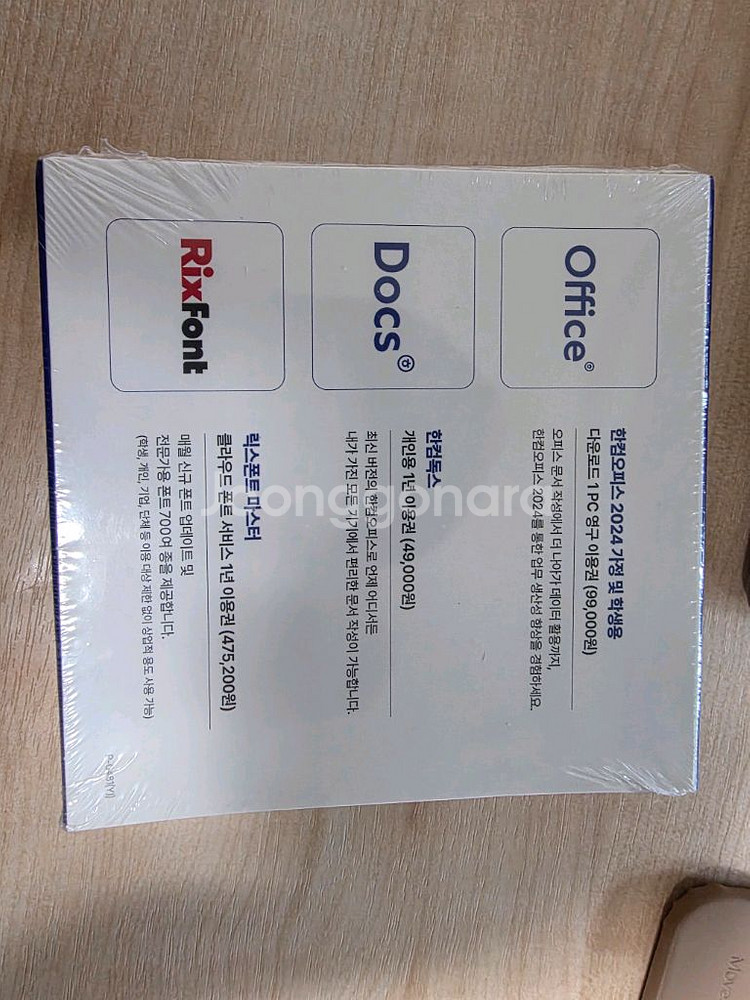 Office
한컴오피스 2024 가정 및 학생용
다운로드 1PC 영구 이용권 (99,000원)
오피스 문서 작성에서 더 나아가 데이터 활용까지,
한컴오피스 2024를 통한 업무 생산성 향상을 경험하세요.
Docs
한컴독스
개인용 1년 이용권 (49,000원)
최신 버전의 한컴오피스로 언제 어디서든
내가 가진 모든 기기에서 편리한 문서 작성이 가능합니다.
RixFont
릭스폰트 마스터
클라우드 폰트 서비스 1년 이용권 (475,200원)
매월 신규 폰트 업데이트 및
전문가용 폰트 700여 종을 제공합니다.
(학생, 개인, 기업, 단체 등 이용 대상 제한 없이 상업적 용도 사용 가능)
Joonggonara
Move